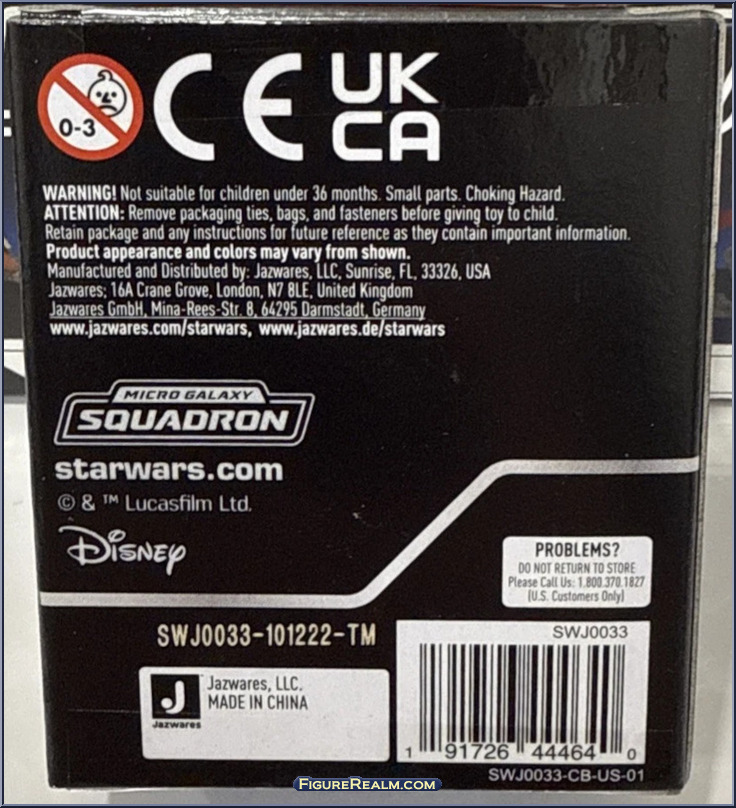 0-3
CE
UK
CA
WARNING! Not suitable for children under 36 months. Small parts. Choking Hazard.
ATTENTION: Remove packaging ties, bags, and fasteners before giving toy to child.
Retain package and any instructions for future reference as they contain important information.
Product appearance and colors may vary from shown.
Manufactured and Distributed by: Jazwares, LLC, Sunrise, FL, 33326, USA
Jazwares; 16A Crane Grove, London, N7 8LE, United Kingdom
Jazwares GmbH, Mina-Rees-Str. 8, 64295 Darmstadt, Germany
www.jazwares.com/starwars, www.jazwares.de/starwars
MICRO GALAXY
SQUADRON
starwars.com
© & ™ Lucasfilm Ltd.
Disney
PROBLEMS?
DO NOT RETURN TO STORE
Please Call Us: 1.800.370.1827
(U.S. Customers Only)
SWJ0033-101222-TM
J
Jazwares
Jazwares, LLC.
MADE IN CHINA
SWJ0033
1 91726 44464 0
SWJ0033-CB-US-01
FIGUREREALM.COM